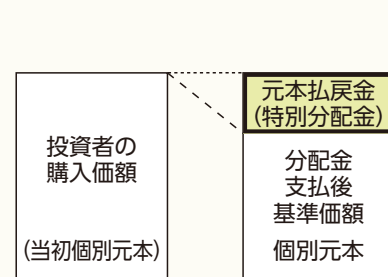 投資者の
購入価額
(当初個別元本)
元本払戻金
(特別分配金)
分配金
支払後
基準価額
個別元本